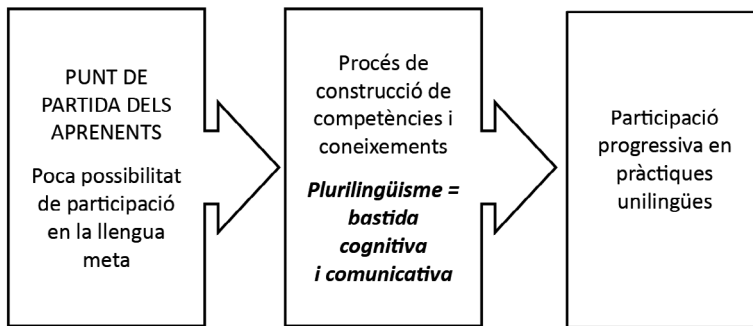 PUNT DE
PARTIDA DELS
APRENENTS
Poca possibilitat
de participació
en la llengua
meta
Procés de
construcció de
competències i
coneixements
Plurilingüisme =
bastida
cognitiva
i comunicativa
Participació
progressiva en
pràctiques
unilingües